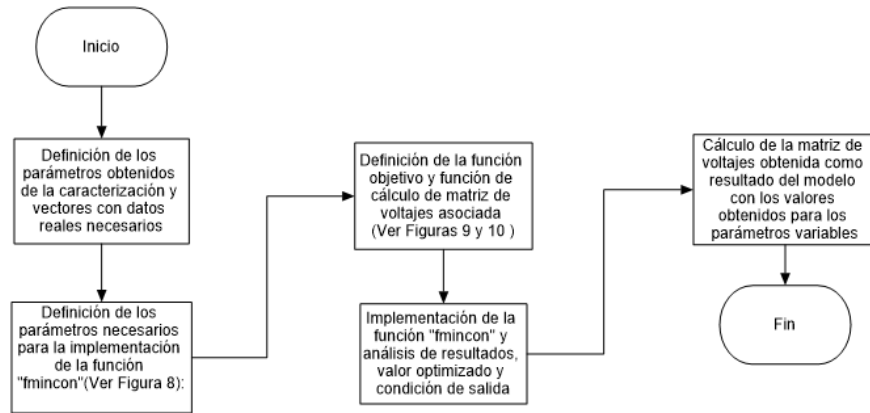 Inicio
Definición de los
parámetros obtenidos
de la caracterización y
vectores con datos
reales necesarios
Definición de los
parámetros necesarios
para la implementación
de la función
"fmincon"(Ver Figura 8):
Definición de la función
objetivo y función de
cálculo de matriz de
voltajes asociada
(Ver Figuras 9 y 10 )
Implementación de la
función "fmincon" y
análisis de resultados,
valor optimizado y
condición de salida
Cálculo de la matriz de
voltajes obtenida como
resultado del modelo
con los valores
obtenidos para los
parámetros variables
Fin